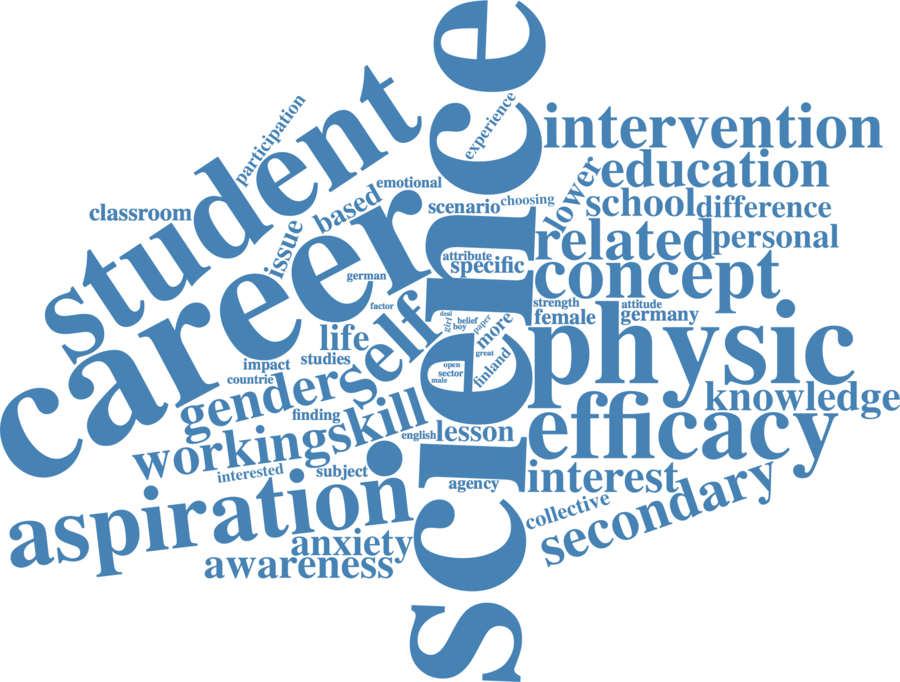 science
career
student
physic
aspiration
efficacy
intervention
education
concept
related
self
secondary
interest
gender
working
skill
school
difference
personal
knowledge
awareness
anxiety
lesson
life
based
lower
more
issue
classroom
participation
experience
emotional
scenario
choosing
attribute
specific
german
factor
strength
female
attitude
germany
deal
girl
belief
boy
paper
great
finland
open
sector
male
impact
studies
countrie
finding
english
interested
subject
agency
collective